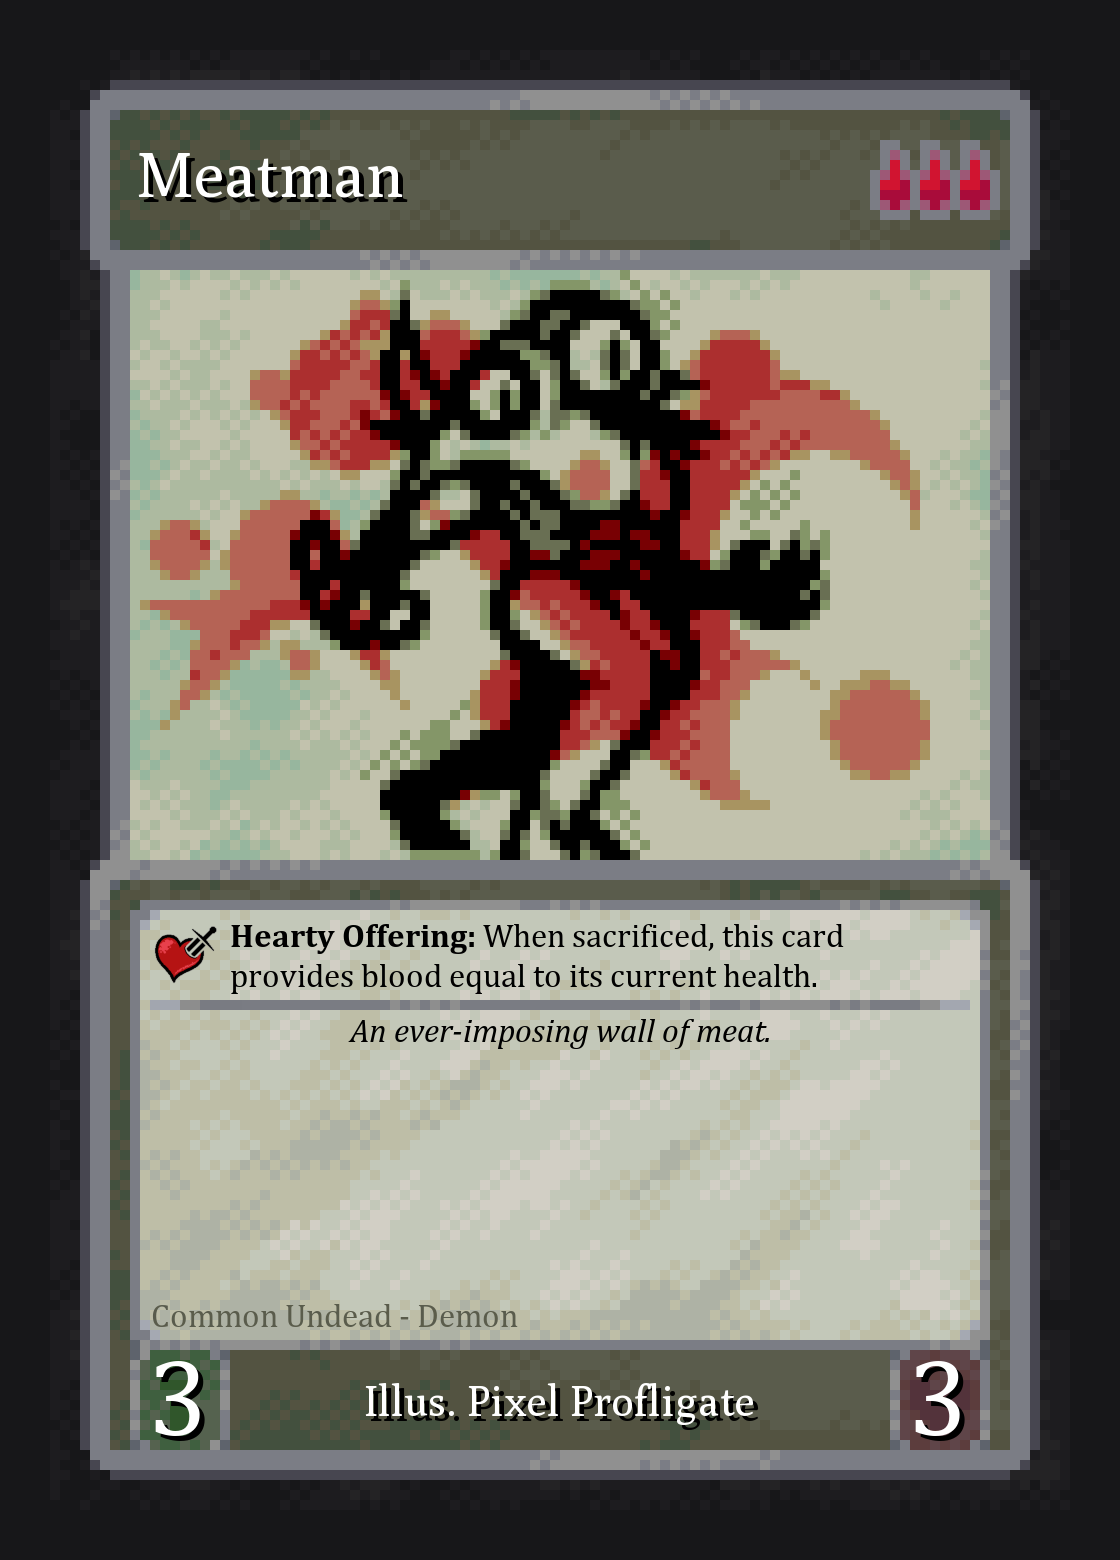 Meatman
Hearty Offering: When sacrificed, this card
provides blood equal to its current health.
An ever-imposing wall of meat.
Common Undead - Demon
3
Illus. Pixel Profligate
3